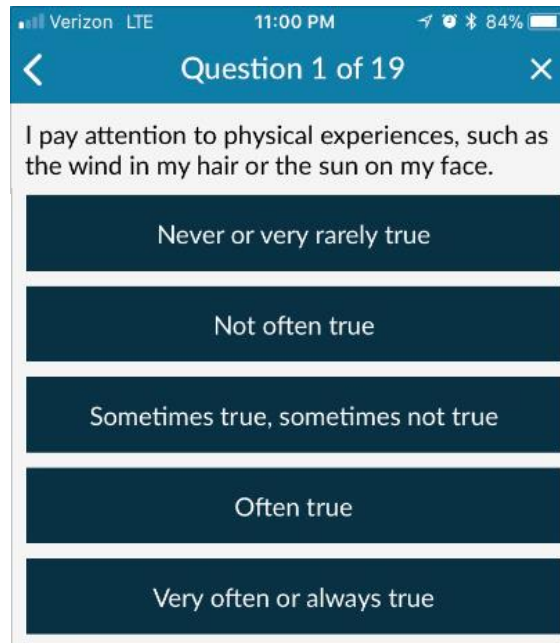 Verizon LTE 11:00 PM 84%
Question 1 of 19
I pay attention to physical experiences, such as
the wind in my hair or the sun on my face.
Never or very rarely true
Not often true
Sometimes true, sometimes not true
Often true
Very often or always true